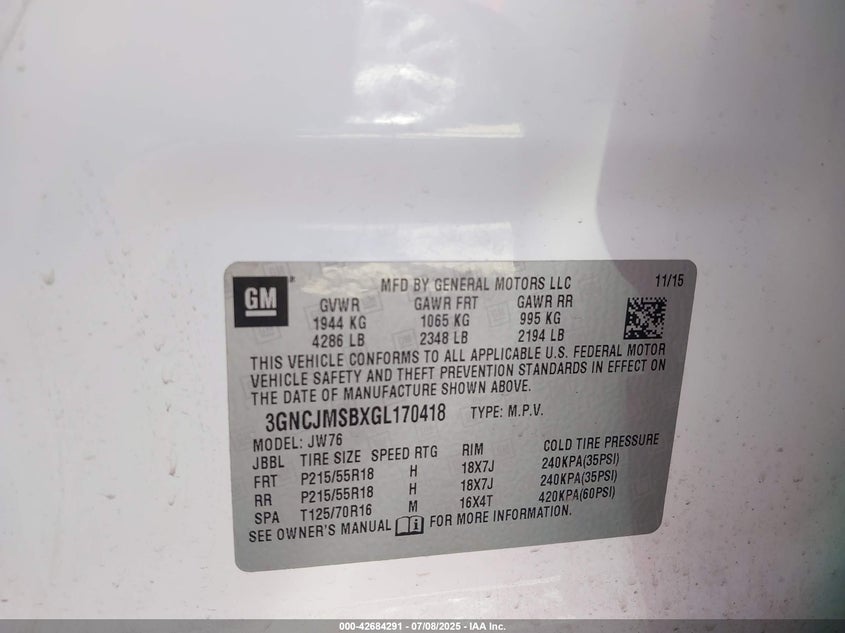 GM
MFD BY GENERAL MOTORS LLC 11/15
GVWR GAWR FRT GAWR RR
1944 KG 1065 KG 995 KG
4286 LB 2348 LB 2194 LB
THIS VEHICLE CONFORMS TO ALL APPLICABLE U.S. FEDERAL MOTOR
VEHICLE SAFETY AND THEFT PREVENTION STANDARDS IN EFFECT ON
THE DATE OF MANUFACTURE SHOWN ABOVE.
3GNCJMSBXGL170418 TYPE: M.P.V.
MODEL: JW76
JBBL TIRE SIZE SPEED RTG RIM COLD TIRE PRESSURE
FRT P215/55R18 H 18X7J 240KPA(35PSI)
RR P215/55R18 H 18X7J 240KPA(35PSI)
SPA T125/70R16 M 16X4T 420KPA(60PSI)
SEE OWNER'S MANUAL FOR MORE INFORMATION.
000-42684291 - 07/08/2025 - IAA Inc.